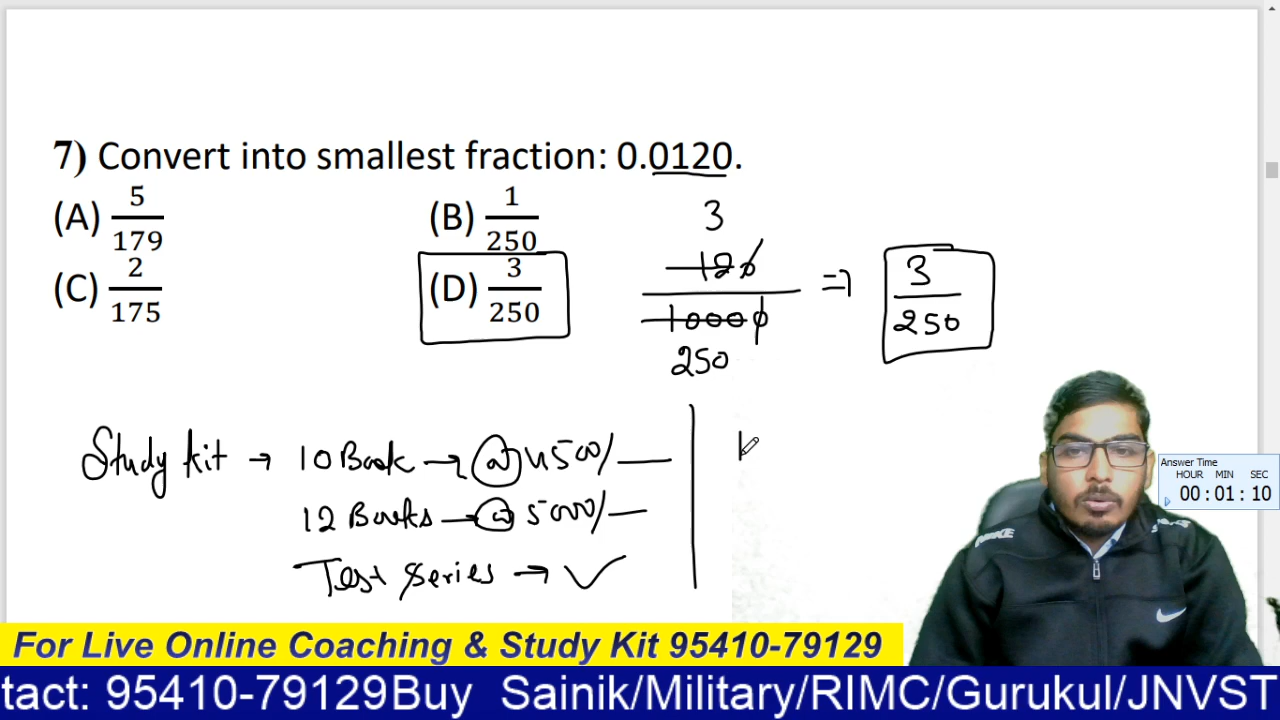 7) Convert into smallest fraction: 0.0120.
(A) 5/179
(B) 1/250
(C) 2/175
(D) 3/250
3
120
10000
250
⇒ 3/250
Study kit → 10 Book → @ 4500/—
12 Books → @ 5000/—
Test Series → ✓
Answer Time
HOUR MIN SEC
00:01:10
NIKE
For Live Online Coaching & Study Kit 95410-79129
tact: 95410-79129Buy Sainik/Military/RIMC/Gurukul/JNVST